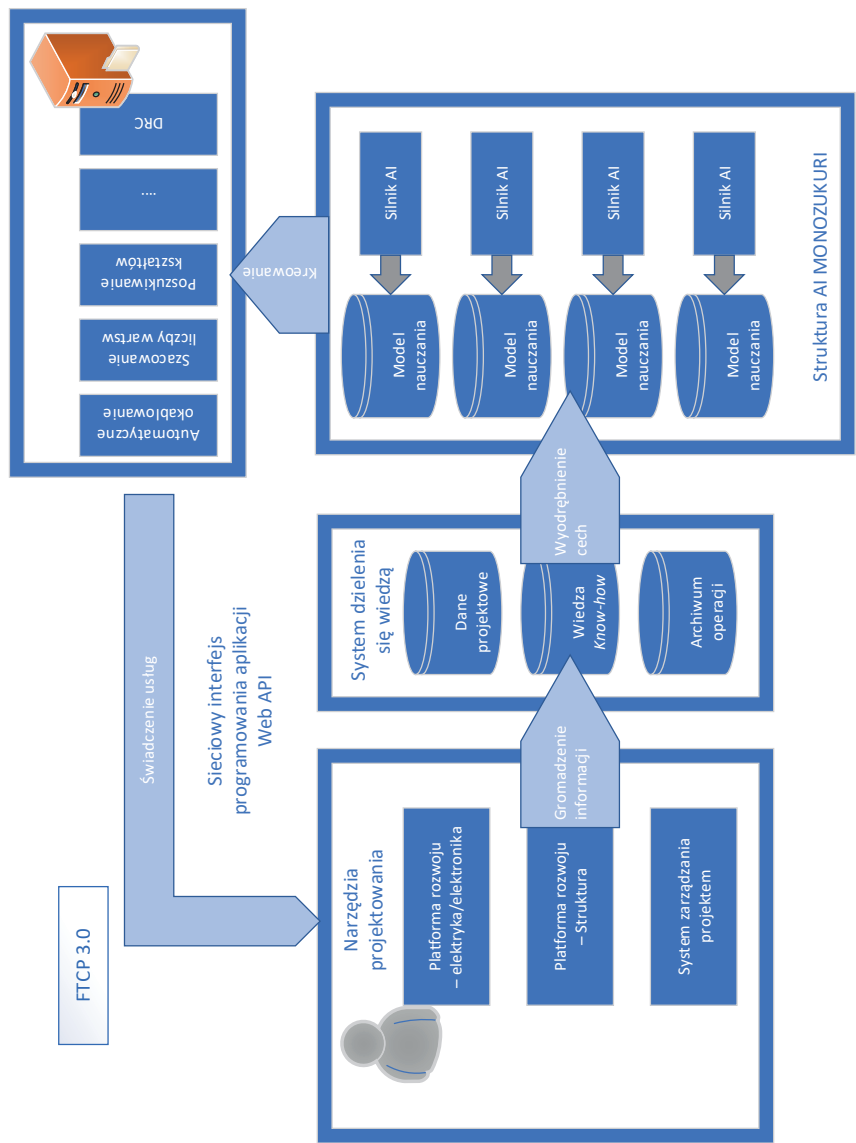 FTCP 3.0
Świadczenie usług
Sieciowy interfejs
programowania aplikacji
Web API
Automatyczne
okablowanie
Szacowanie
liczby wartsw
Poszukiwanie
kształtów
....
DRC
Kreowanie
Narzędzia
projektowania
Platforma rozwoju
– elektryka/elektronika
Platforma rozwoju
– Struktura
System zarządzania
projektem
Gromadzenie
informacji
System dzielenia
się wiedzą
Dane
projektowe
Wiedza
Know-how
Archiwum
operacji
Wyodrębnienie
cech
Model
nauczania
Silnik AI
Model
nauczania
Silnik AI
Model
nauczania
Silnik AI
Model
nauczania
Silnik AI
Struktura AI MONOZUKURI